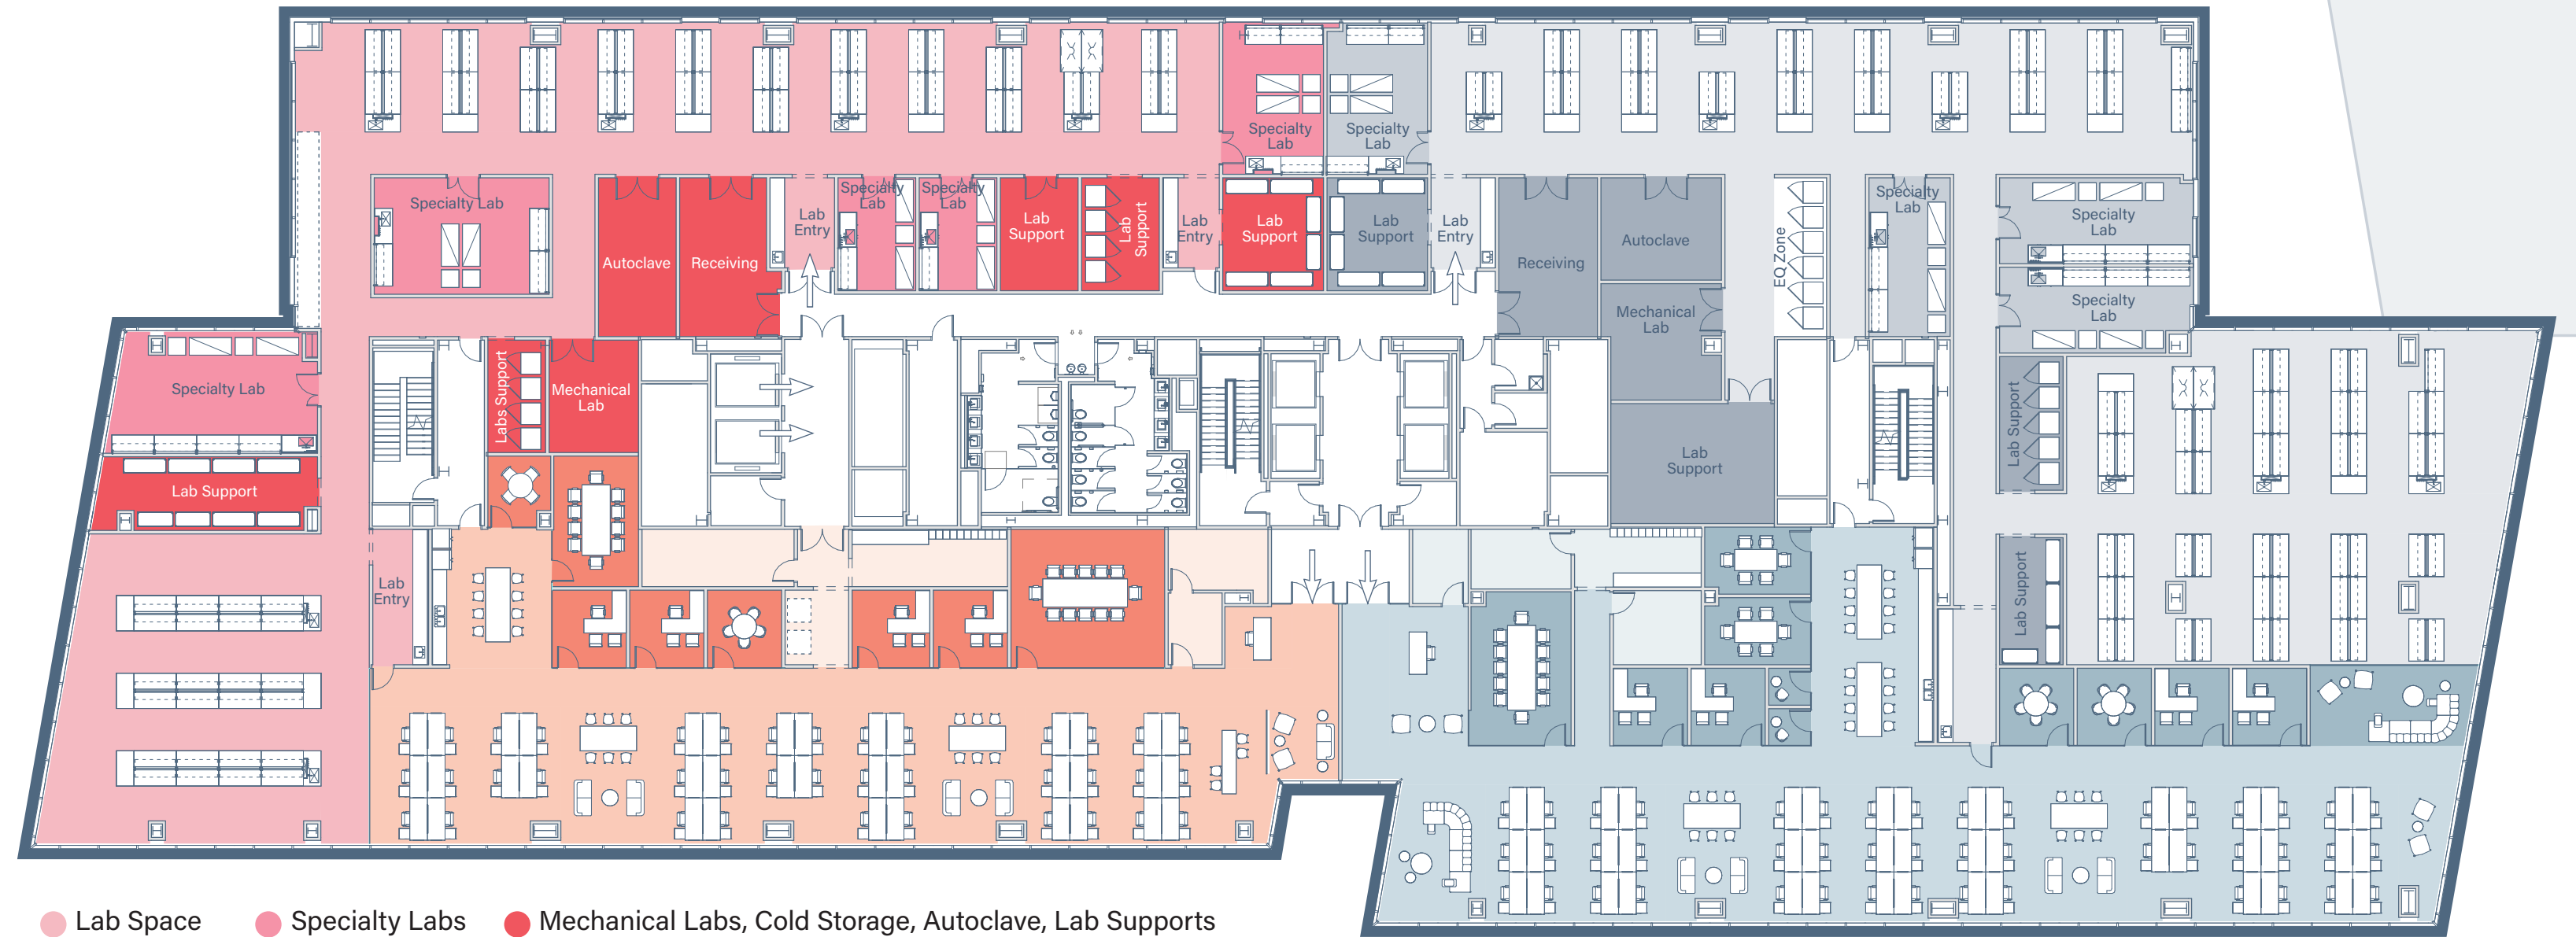 Specialty
Lab
Specialty
Lab
Specialty Lab
Autoclave
Receiving
Lab
Entry
Specialty
Lab
Specialty
Lab
Lab
Support
Lab
Support
Lab
Entry
Lab
Support
Lab
Support
Lab
Entry
Receiving
Autoclave
Mechanical
Lab
EQ Zone
Specialty
Lab
Specialty
Lab
Specialty
Lab
Specialty Lab
Labs Support
Mechanical
Lab
Lab Support
Lab
Support
Lab Support
Lab
Entry
Lab Support
Lab Space
Specialty Labs
Mechanical Labs, Cold Storage, Autoclave, Lab Supports